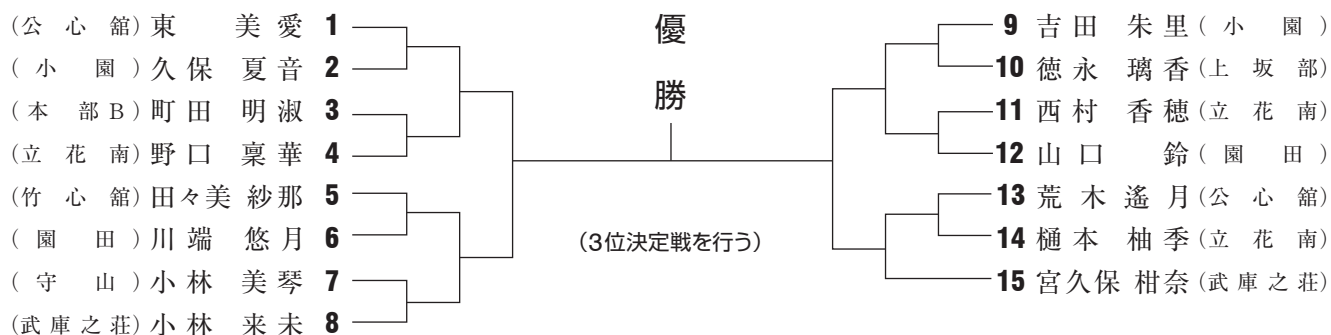 (公心舘) 東 美愛 1
(小園) 久保 夏音 2
(本部B) 町田 明淑 3
(立花南) 野口 稟華 4
(竹心舘) 田々美 紗那 5
(園田) 川端 悠月 6
(守山) 小林 美琴 7
(武庫之荘) 小林 来未 8
優勝
(3位決定戦を行う)
9 吉田 朱里 (小園)
10 徳永 璃香 (上坂部)
11 西村 香穂 (立花南)
12 山口 鈴 (園田)
13 荒木 遙月 (公心舘)
14 樋本 柚季 (立花南)
15 宮久保 柑奈 (武庫之荘)